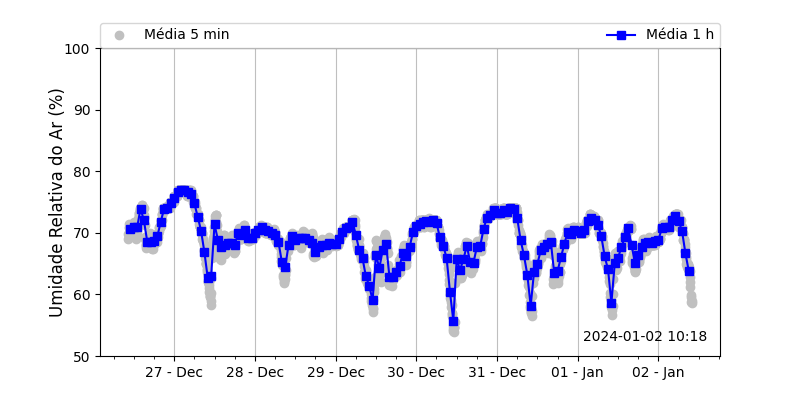 Média 5 min
Média 1 h
Umidade Relativa do Ar (%)
100
90
80
70
60
50
2024-01-02 10:18
27 - Dec
28 - Dec
29 - Dec
30 - Dec
31 - Dec
01 - Jan
02 - Jan